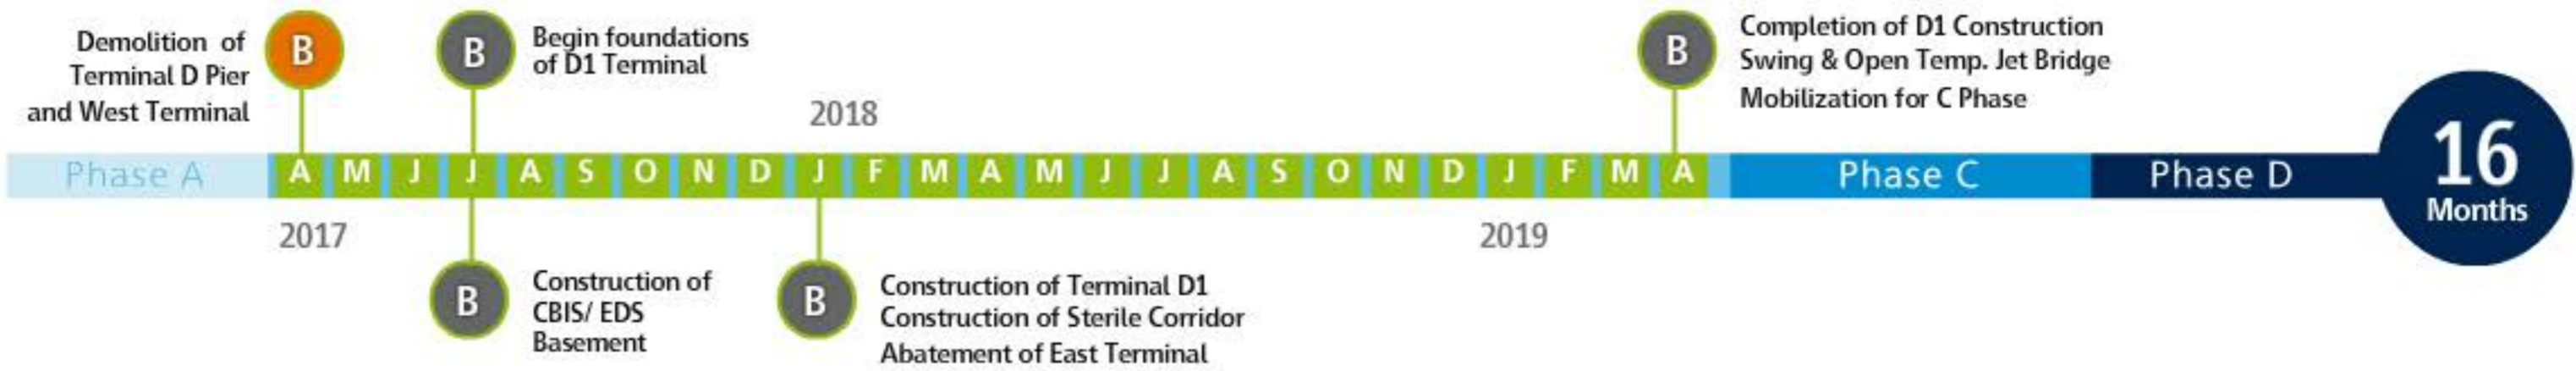 Demolition of
Terminal D Pier
and West Terminal
B
B
Begin foundations
of D1 Terminal
2018
B
Completion of D1 Construction
Swing & Open Temp. Jet Bridge
Mobilization for C Phase
Phase A
A M J J A S O N D J F M A M J J A S O N D J F M A
Phase C
Phase D
16
Months
2017
2019
B
Construction of
CBIS/ EDS
Basement
B
Construction of Terminal D1
Construction of Sterile Corridor
Abatement of East Terminal